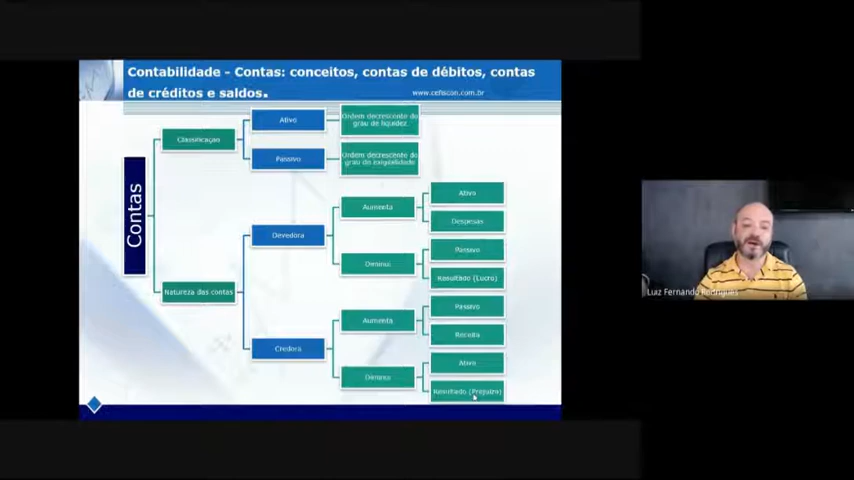 Contabilidade - Contas: conceitos, contas de débitos, contas
de créditos e saldos.
www.cefiscon.com.br
Contas
Classificação
Ativo
Ordem decrescente do
grau de liquidez
Passivo
Ordem decrescente do
grau de exigibilidade
Natureza das contas
Devedora
Aumenta
Ativo
Despesas
Diminui
Passivo
Resultado (Lucro)
Credora
Aumenta
Passivo
Receita
Diminui
Ativo
Resultado (Prejuízo)
Luiz Fernando Rodrigues